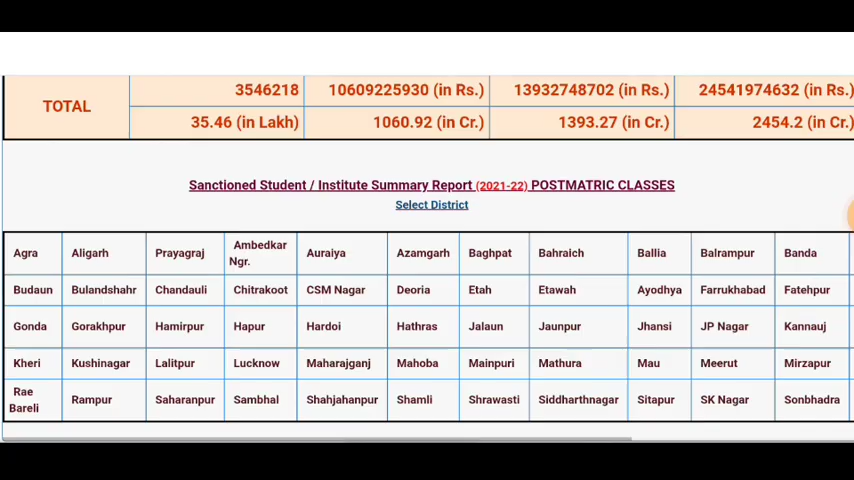 TOTAL 3546218 10609225930 (in Rs.) 13932748702 (in Rs.) 24541974632 (in Rs.)
35.46 (in Lakh) 1060.92 (in Cr.) 1393.27 (in Cr.) 2454.2 (in Cr.)
Sanctioned Student / Institute Summary Report (2021-22) POSTMATRIC CLASSES
Select District
Agra Aligarh Prayagraj Ambedkar Ngr. Auraiya Azamgarh Baghpat Bahraich Ballia Balrampur Banda
Budaun Bulandshahr Chandauli Chitrakoot CSM Nagar Deoria Etah Etawah Ayodhya Farrukhabad Fatehpur
Gonda Gorakhpur Hamirpur Hapur Hardoi Hathras Jalaun Jaunpur Jhansi JP Nagar Kannauj
Kheri Kushinagar Lalitpur Lucknow Maharajganj Mahoba Mainpuri Mathura Mau Meerut Mirzapur
Rae Bareli Rampur Saharanpur Sambhal Shahjahanpur Shamli Shrawasti Siddharthnagar Sitapur SK Nagar Sonbhadra